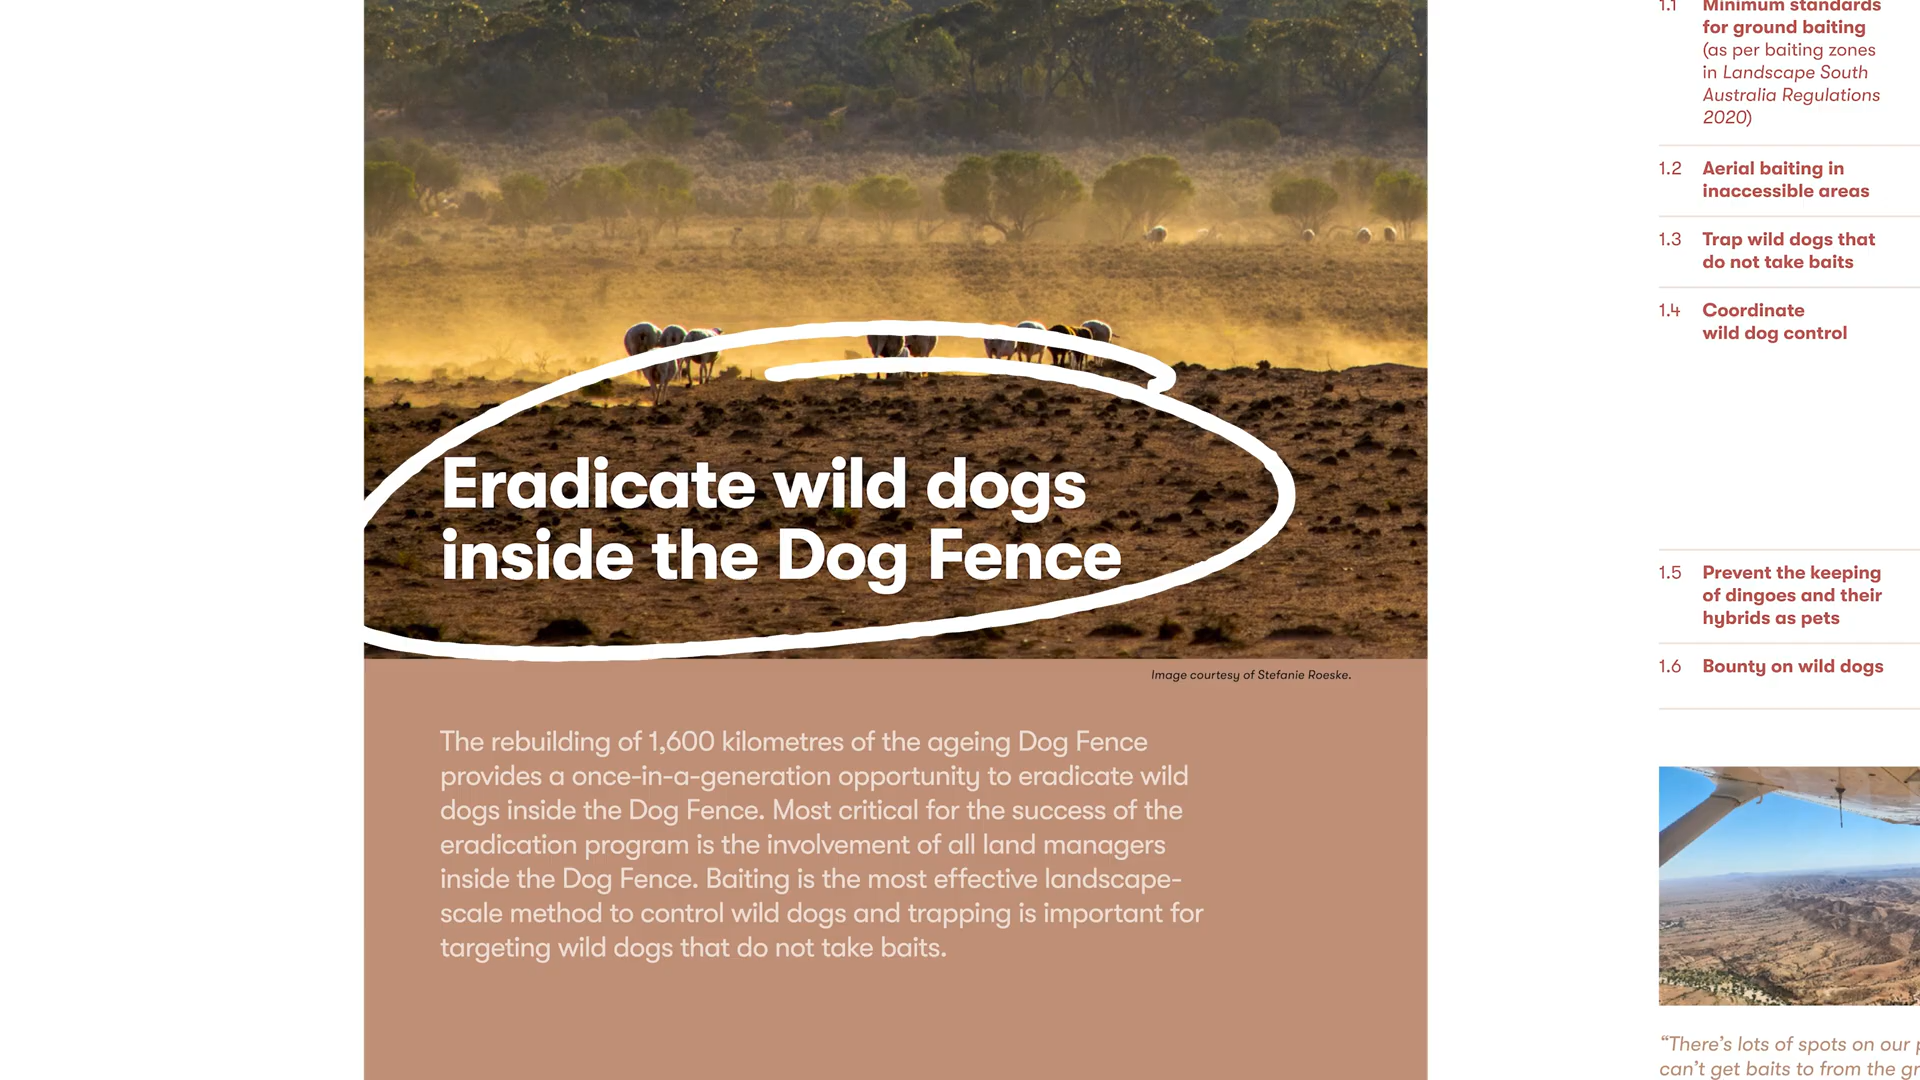 Eradicate wild dogs
inside the Dog Fence
Image courtesy of Stefanie Roeske.
The rebuilding of 1,600 kilometres of the ageing Dog Fence
provides a once-in-a-generation opportunity to eradicate wild
dogs inside the Dog Fence. Most critical for the success of the
eradication program is the involvement of all land managers
inside the Dog Fence. Baiting is the most effective landscape-
scale method to control wild dogs and trapping is important for
targeting wild dogs that do not take baits.
1.1 Minimum standards
for ground baiting
(as per baiting zones
in Landscape South
Australia Regulations
2020)
1.2 Aerial baiting in
inaccessible areas
1.3 Trap wild dogs that
do not take baits
1.4 Coordinate
wild dog control
1.5 Prevent the keeping
of dingoes and their
hybrids as pets
1.6 Bounty on wild dogs
“There’s lots of spots on our
can’t get baits to from the